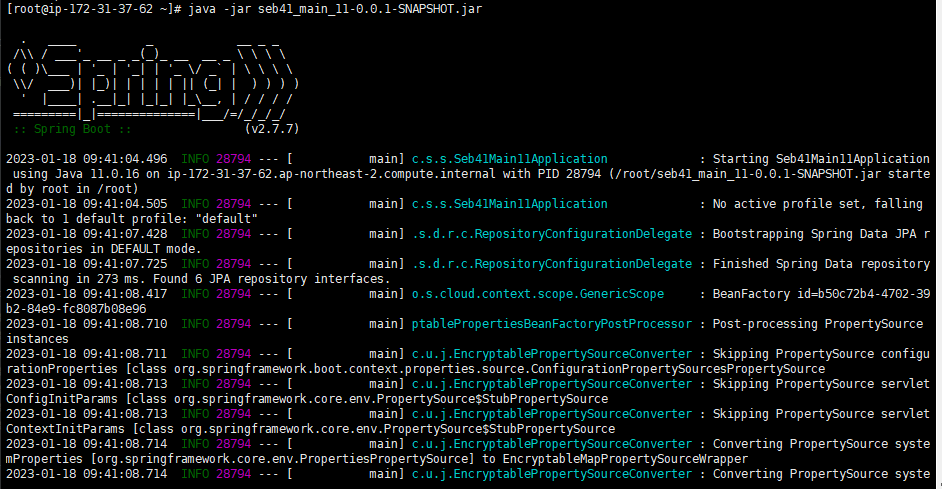 [root@ip-172-31-37-62 ~]# java -jar seb41_main_11-0.0.1-SNAPSHOT.jar
  .   ____          _            __ _ _
 /\\ / ___'_ __ _ _(_)_ __  __ _ \ \ \ \
( ( )\___ | '_ | '_| | '_ \/ _` | \ \ \ \
 \\/  ___)| |_)| | | | | || (_| |  ) ) ) )
  '  |____| .__|_| |_|_| |_\__, | / / / /
 =========|_|==============|___/=/_/_/_/
 :: Spring Boot ::                (v2.7.7)
2023-01-18 09:41:04.496  INFO 28794 --- [           main] c.s.s.Seb41Main11Application             : Starting Seb41Main11Application
 using Java 11.0.16 on ip-172-31-37-62.ap-northeast-2.compute.internal with PID 28794 (/root/seb41_main_11-0.0.1-SNAPSHOT.jar starte
d by root in /root)
2023-01-18 09:41:04.505  INFO 28794 --- [           main] c.s.s.Seb41Main11Application             : No active profile set, falling
back to 1 default profile: "default"
2023-01-18 09:41:07.428  INFO 28794 --- [           main] .s.d.r.c.RepositoryConfigurationDelegate : Bootstrapping Spring Data JPA r
epositories in DEFAULT mode.
2023-01-18 09:41:07.725  INFO 28794 --- [           main] .s.d.r.c.RepositoryConfigurationDelegate : Finished Spring Data repository
 scanning in 273 ms. Found 6 JPA repository interfaces.
2023-01-18 09:41:08.417  INFO 28794 --- [           main] o.s.cloud.context.scope.GenericScope     : BeanFactory id=b50c72b4-4702-39
b2-84e9-fc8087b08e96
2023-01-18 09:41:08.710  INFO 28794 --- [           main] ptablePropertiesBeanFactoryPostProcessor : Post-processing PropertySource
instances
2023-01-18 09:41:08.711  INFO 28794 --- [           main] c.u.j.EncryptablePropertySourceConverter : Skipping PropertySource configu
rationProperties [class org.springframework.boot.context.properties.source.ConfigurationPropertySourcesPropertySource
2023-01-18 09:41:08.713  INFO 28794 --- [           main] c.u.j.EncryptablePropertySourceConverter : Skipping PropertySource servlet
ConfigInitParams [class org.springframework.core.env.PropertySource$StubPropertySource
2023-01-18 09:41:08.713  INFO 28794 --- [           main] c.u.j.EncryptablePropertySourceConverter : Skipping PropertySource servlet
ContextInitParams [class org.springframework.core.env.PropertySource$StubPropertySource
2023-01-18 09:41:08.714  INFO 28794 --- [           main] c.u.j.EncryptablePropertySourceConverter : Converting PropertySource syste
mProperties [org.springframework.core.env.PropertiesPropertySource] to EncryptableMapPropertySourceWrapper
2023-01-18 09:41:08.714  INFO 28794 --- [           main] c.u.j.EncryptablePropertySourceConverter : Converting PropertySource syste